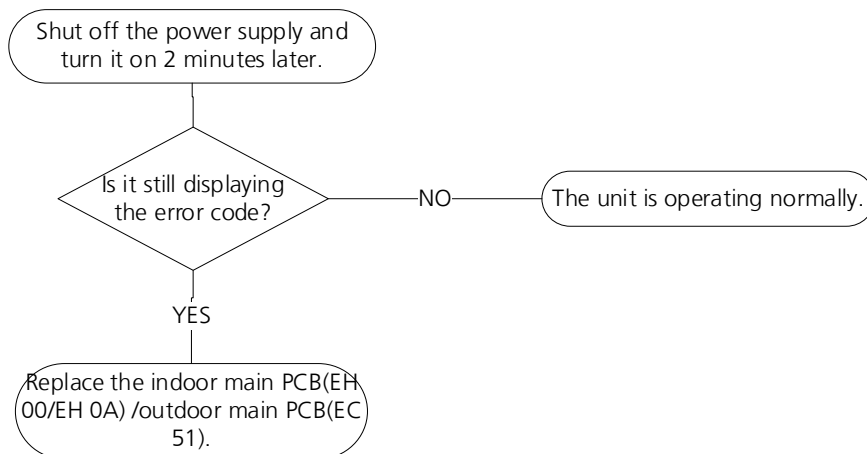 Shut off the power supply and
turn it on 2 minutes later.
Is it still displaying
the error code?
NO
The unit is operating normally.
YES
Replace the indoor main PCB(EH
00/EH 0A) /outdoor main PCB(EC
51).